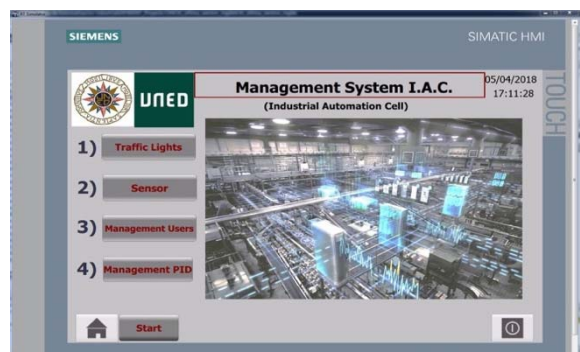 SIEMENS
SIMATIC HMI
TOUCH
UNED
Management System I.A.C.
(Industrial Automation Cell)
05/04/2018
17:11:28
1) Traffic Lights
2) Sensor
3) Management Users
4) Management PID
Start